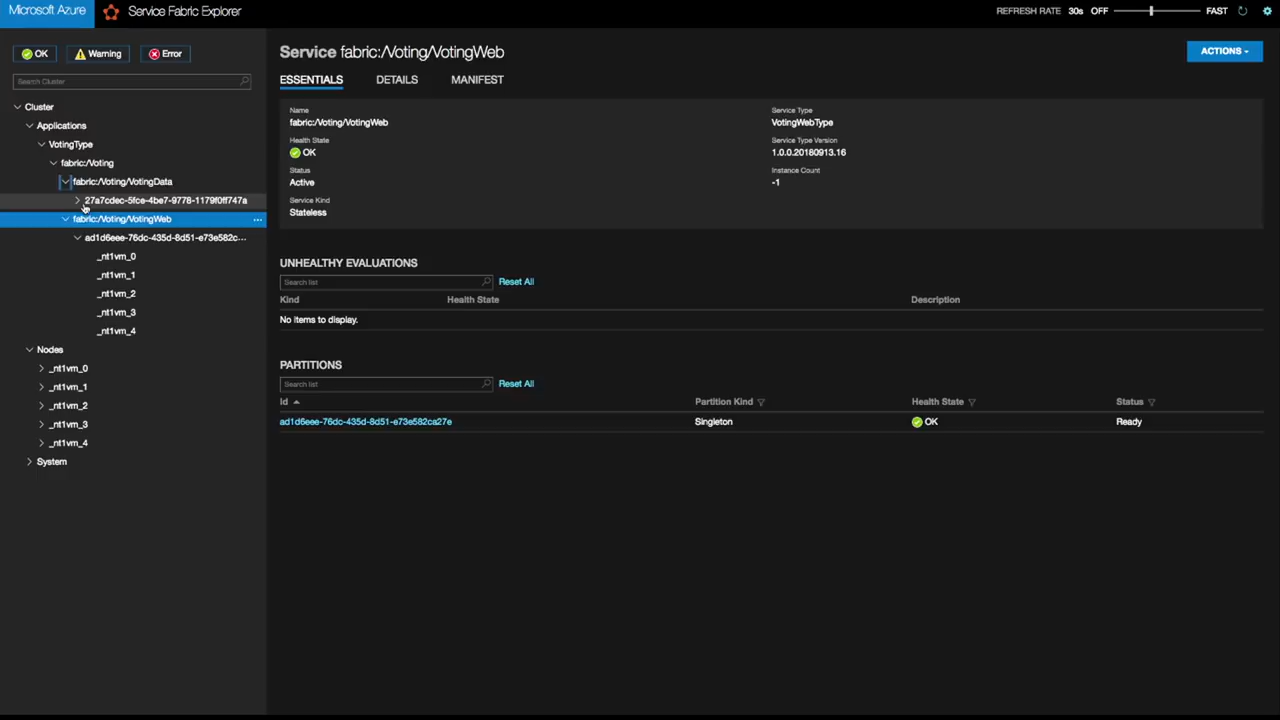 Microsoft Azure
Service Fabric Explorer
REFRESH RATE 30s OFF FAST
OK
Warning
Error
Search Cluster
Cluster
Applications
VotingType
fabric:/Voting
fabric:/Voting/VotingData
27a7cdec-5fce-4be7-9778-1179f0ff747a
fabric:/Voting/VotingWeb
...
ad1d6eee-76dc-435d-8d51-e73e582c...
_nt1vm_0
_nt1vm_1
_nt1vm_2
_nt1vm_3
_nt1vm_4
Nodes
_nt1vm_0
_nt1vm_1
_nt1vm_2
_nt1vm_3
_nt1vm_4
System
Service fabric:/Voting/VotingWeb
ACTIONS
ESSENTIALS DETAILS MANIFEST
Name
fabric:/Voting/VotingWeb
Health State
OK
Status
Active
Service Kind
Stateless
Service Type
VotingWebType
Service Type Version
1.0.0.20180913.16
Instance Count
-1
UNHEALTHY EVALUATIONS
Search list Reset All
Kind Health State Description
No items to display.
PARTITIONS
Search list Reset All
Id Partition Kind Health State Status
ad1d6eee-76dc-435d-8d51-e73e582ca27e Singleton OK Ready